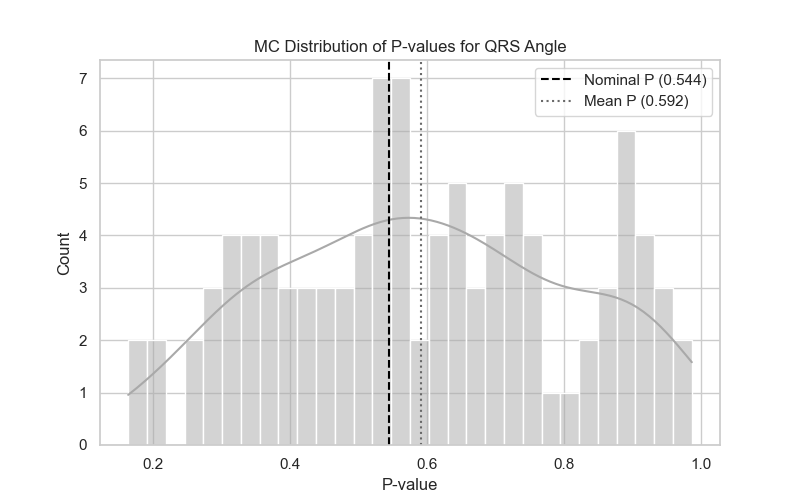 MC Distribution of P-values for QRS Angle
Nominal P (0.544)
Mean P (0.592)
7
6
5
4
3
2
1
0
Count
0.2 0.4 0.6 0.8 1.0
P-value